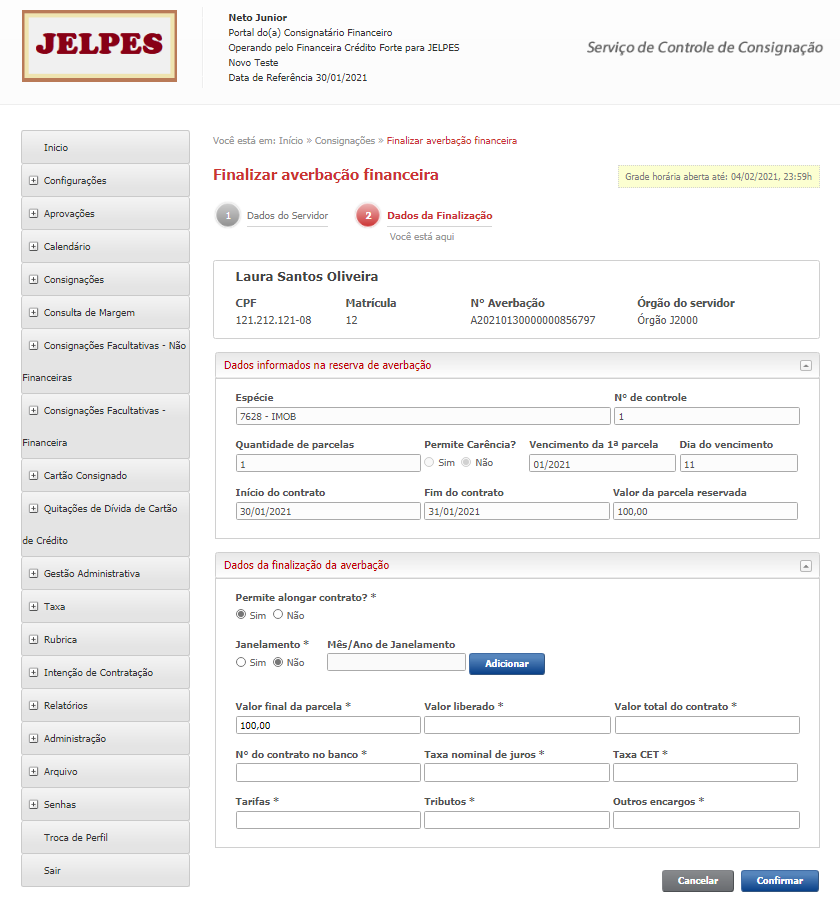 JELPES
Neto Junior
Portal do(a) Consignatário Financeiro
Operando pelo Financeira Crédito Forte para JELPES
Novo Teste
Data de Referência 30/01/2021
Serviço de Controle de Consignação
Inicio
Configurações
Aprovações
Calendário
Consignações
Consulta de Margem
Consignações Facultativas - Não
Financeiras
Consignações Facultativas -
Financeira
Cartão Consignado
Quitações de Dívida de Cartão
de Crédito
Gestão Administrativa
Taxa
Rubrica
Intenção de Contratação
Relatórios
Administração
Arquivo
Senhas
Troca de Perfil
Sair
Você está em: Início » Consignações » Finalizar averbação financeira
Finalizar averbação financeira
Grade horária aberta até: 04/02/2021, 23:59h
1 Dados do Servidor 2 Dados da Finalização
Você está aqui
Laura Santos Oliveira
CPF Matrícula N° Averbação Órgão do servidor
121.212.121-08 12 A20210130000000856797 Órgão J2000
Dados informados na reserva de averbação
Espécie N° de controle
7628 - IMOB 1
Quantidade de parcelas Permite Carência? Vencimento da 1ª parcela Dia do vencimento
1 Sim Não 01/2021 11
Início do contrato Fim do contrato Valor da parcela reservada
30/01/2021 31/01/2021 100,00
Dados da finalização da averbação
Permite alongar contrato? *
Sim Não
Janelamento * Mês/Ano de Janelamento
Sim Não Adicionar
Valor final da parcela * Valor liberado * Valor total do contrato *
100,00
N° do contrato no banco * Taxa nominal de juros * Taxa CET *
Tarifas * Tributos * Outros encargos *
Cancelar Confirmar